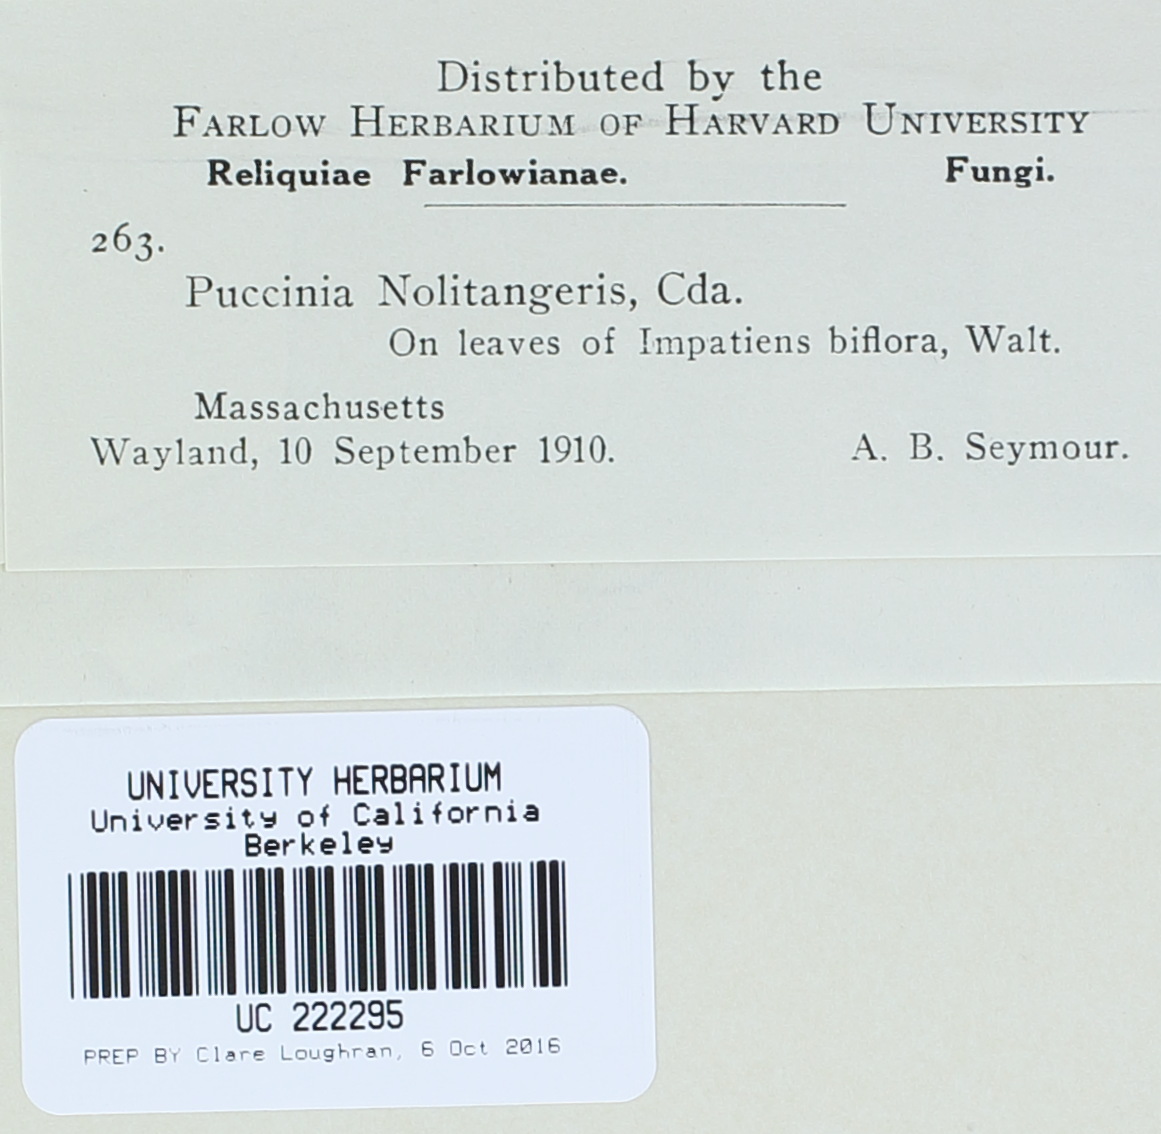 Distributed by the
FARLOW HERBARIUM OF HARVARD UNIVERSITY
Reliquiae Farlowianae. Fungi.
263.
Puccinia Nolitangeris, Cda.
On leaves of Impatiens biflora, Walt.
Massachusetts
Wayland, 10 September 1910. A. B. Seymour.
UNIVERSITY HERBARIUM
University of California
Berkeley
UC 222295
PREP BY Clare Loughran, 6 Oct 2016